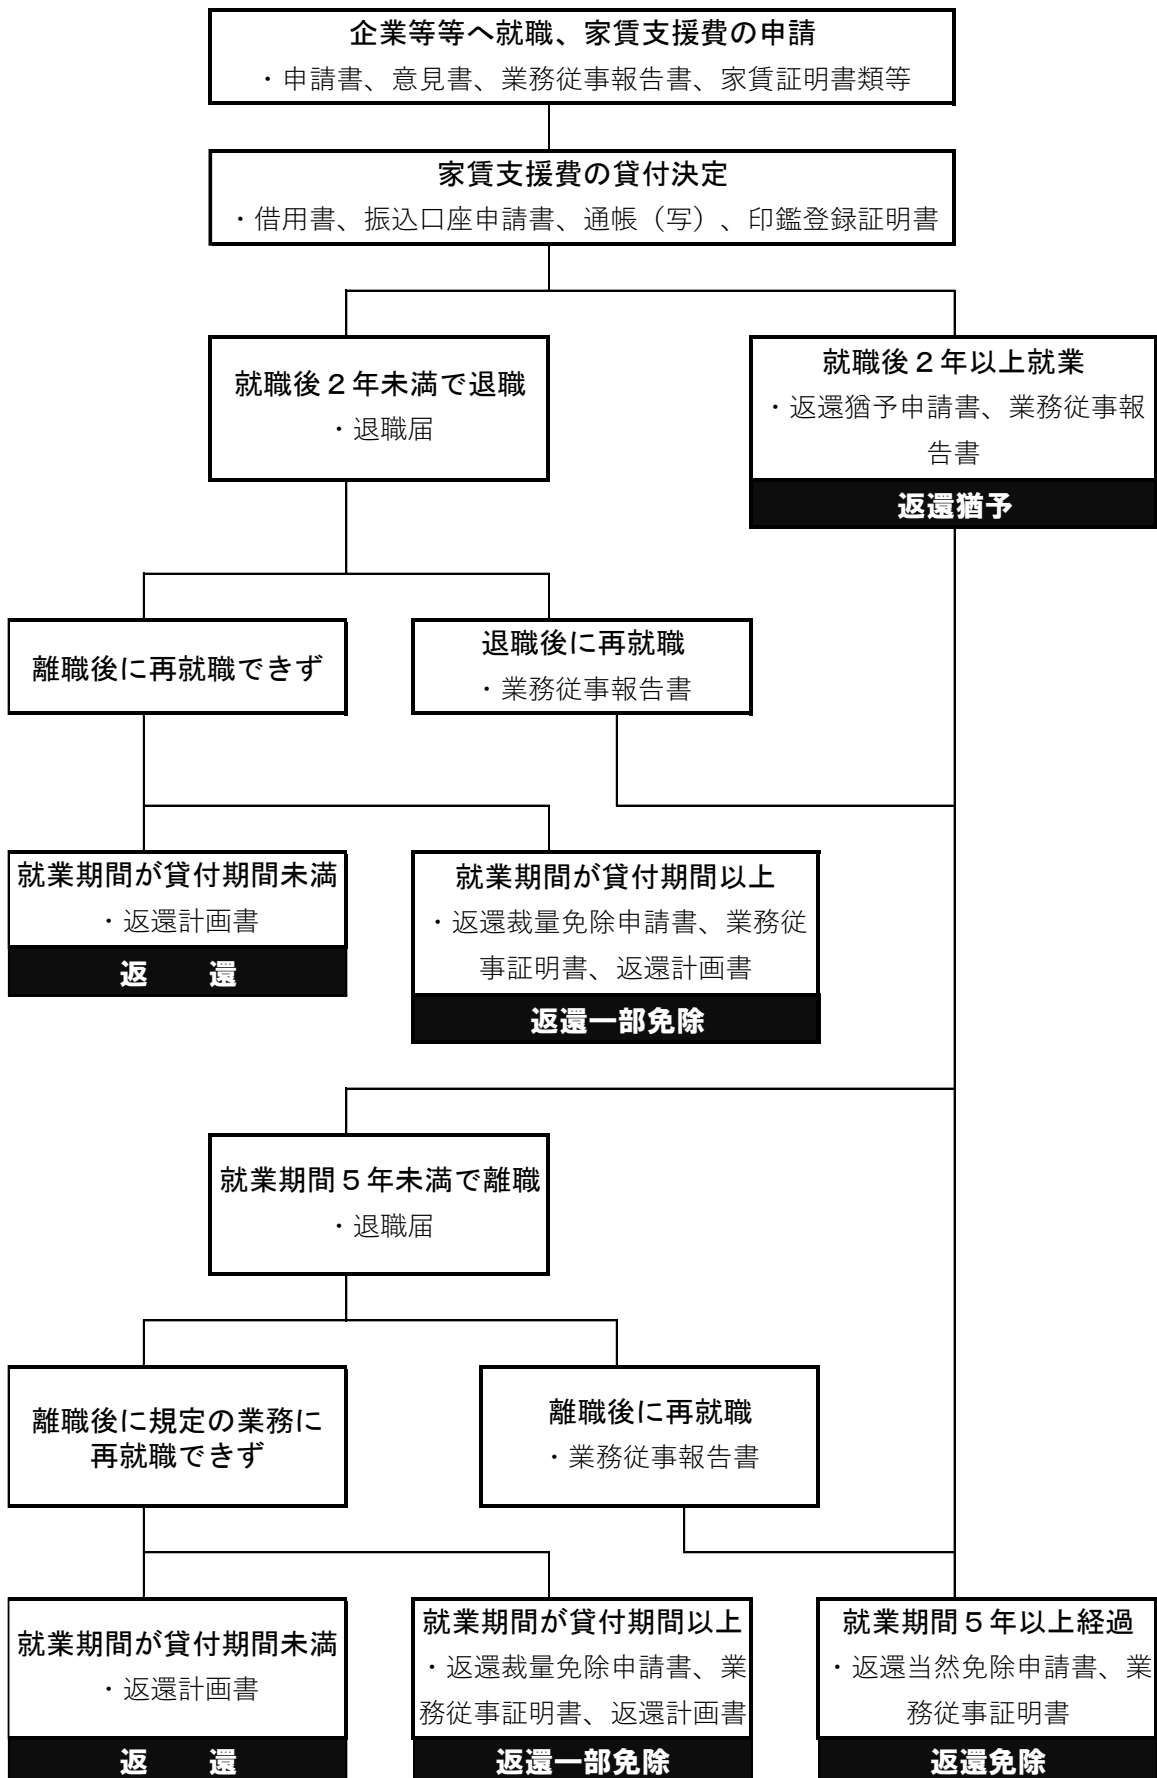 企業等等へ就職、家賃支援費の申請
・申請書、意見書、業務従事報告書、家賃証明書類等
家賃支援費の貸付決定
・借用書、振込口座申請書、通帳（写）、印鑑登録証明書
就職後２年未満で退職
・退職届
就職後２年以上就業
・返還猶予申請書、業務従事報
告書
返還猶予
離職後に再就職できず
退職後に再就職
・業務従事報告書
就業期間が貸付期間未満
・返還計画書
返　　還
就業期間が貸付期間以上
・返還裁量免除申請書、業務従
事証明書、返還計画書
返還一部免除
就業期間５年未満で離職
・退職届
離職後に規定の業務に
再就職できず
離職後に再就職
・業務従事報告書
就業期間が貸付期間未満
・返還計画書
返　　還
就業期間が貸付期間以上
・返還裁量免除申請書、業
務従事証明書、返還計画書
返還一部免除
就業期間５年以上経過
・返還当然免除申請書、業
務従事証明書
返還免除